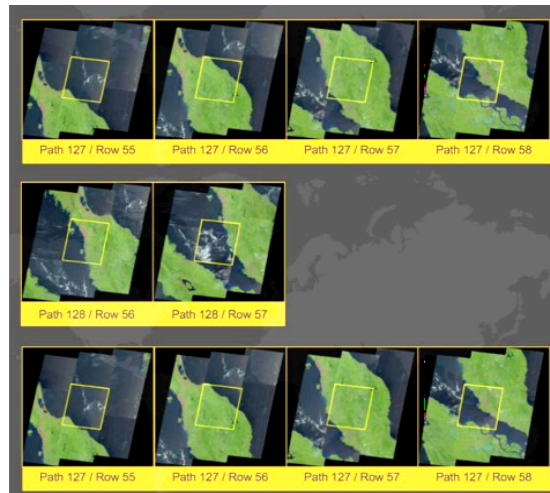 Path 127 / Row 55
Path 127 / Row 56
Path 127 / Row 57
Path 127 / Row 58
Path 128 / Row 56
Path 128 / Row 57
Path 127 / Row 55
Path 127 / Row 56
Path 127 / Row 57
Path 127 / Row 58